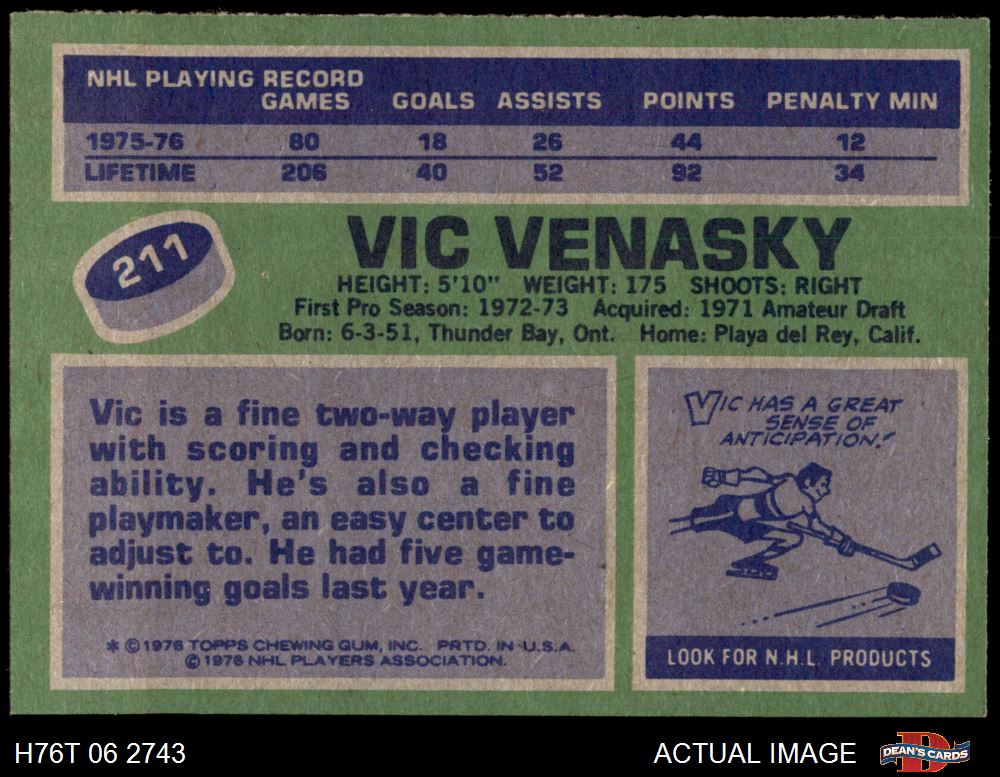 NHL PLAYING RECORD
GAMES GOALS ASSISTS POINTS PENALTY MIN
1975-76 80 18 26 44 12
LIFETIME 206 40 52 92 34
211
VIC VENASKY
HEIGHT: 5'10" WEIGHT: 175 SHOOTS: RIGHT
First Pro Season: 1972-73 Acquired: 1971 Amateur Draft
Born: 6-3-51, Thunder Bay, Ont. Home: Playa del Rey, Calif.
Vic is a fine two-way player
with scoring and checking
ability. He's also a fine
playmaker, an easy center to
adjust to. He had five game-
winning goals last year.
* © 1976 TOPPS CHEWING GUM, INC. PRTD. IN U.S.A.
© 1976 NHL PLAYERS ASSOCIATION.
VIC HAS A GREAT
SENSE OF
ANTICIPATION!
LOOK FOR N.H.L. PRODUCTS
H76T 06 2743
ACTUAL IMAGE
D
DEAN'S CARDS